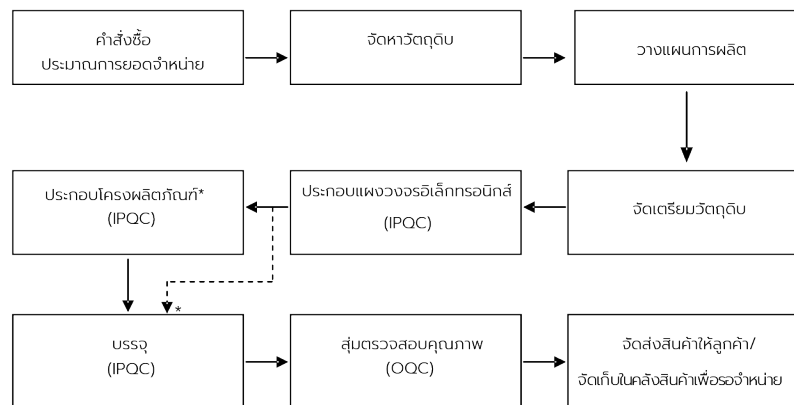 คำสั่งซื้อ
ประมาณการยอดจำหน่าย
จัดหาวัตถุดิบ
วางแผนการผลิต
ประกอบโครงผลิตภัณฑ์*
(IPQC)
ประกอบแผงวงจรอิเล็กทรอนิกส์
(IPQC)
จัดเตรียมวัตถุดิบ
*
บรรจุ
(IPQC)
สุ่มตรวจสอบคุณภาพ
(OQC)
จัดส่งสินค้าให้ลูกค้า/
จัดเก็บในคลังสินค้าเพื่อรอจำหน่าย